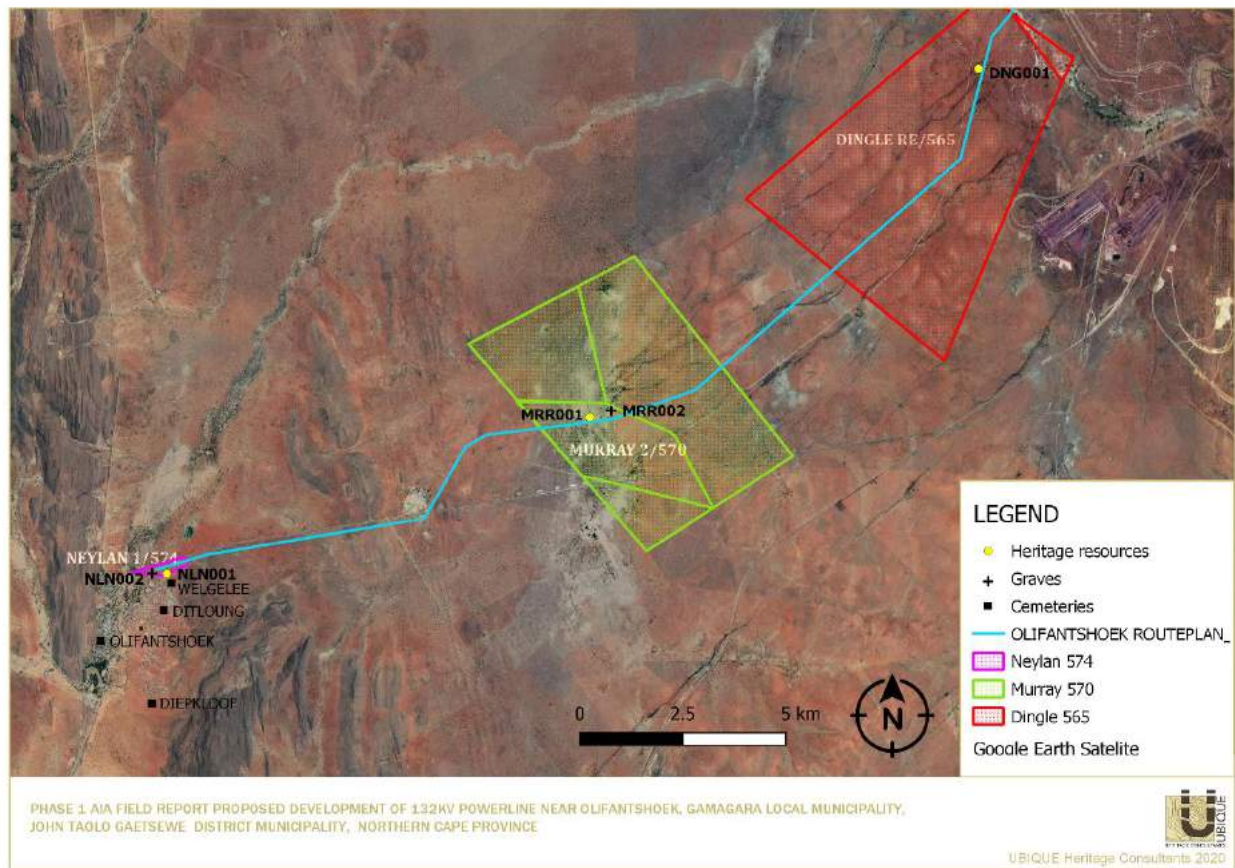 DNG001
DINGLE RE/565
MRR001
MRR002
MURRAY 2/570
NEYLAN 1/574
NLN002
NLN001
WELGELEE
DITLOUNG
OLIFANTSHOEK
DIEPKLOOF
LEGEND
Heritage resources
Graves
Cemeteries
OLIFANTSHOEK ROUTEPLAN_
Neylan 574
Murray 570
Dingle 565
Google Earth Satelite
0 2.5 5 km
N
PHASE 1 AIA FIELD REPORT PROPOSED DEVELOPMENT OF 132KV POWERLINE NEAR OLIFANTSHOEK, GAMAGARA LOCAL MUNICIPALITY,
JOHN TAOLO GAETSEWE DISTRICT MUNICIPALITY, NORTHERN CAPE PROVINCE
UBIQUE
HERITAGE CONSULTANTS
UBIQUE Heritage Consultants 2020